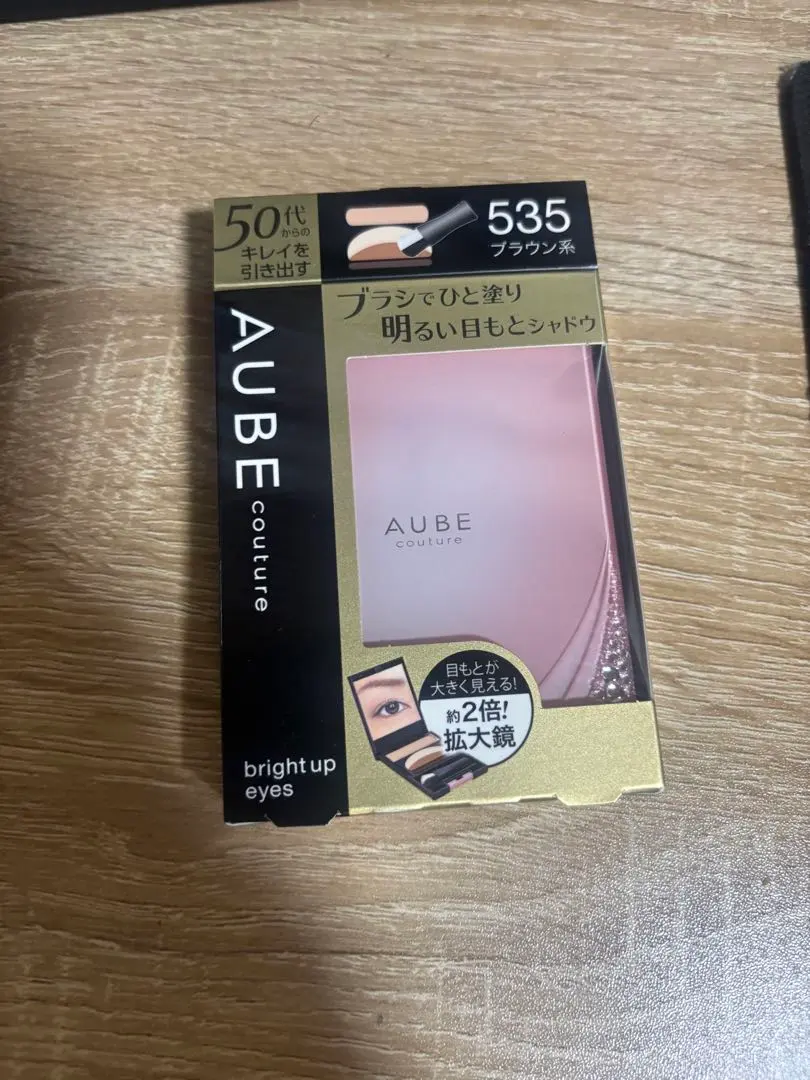 50代
からの
キレイを
引き出す
535
ブラウン系
ブラシでひと塗り
明るい目もとシャドウ
AUBE
couture
AUBE
couture
目もとが
大きく見える!
約2倍!
拡大鏡
bright up
eyes